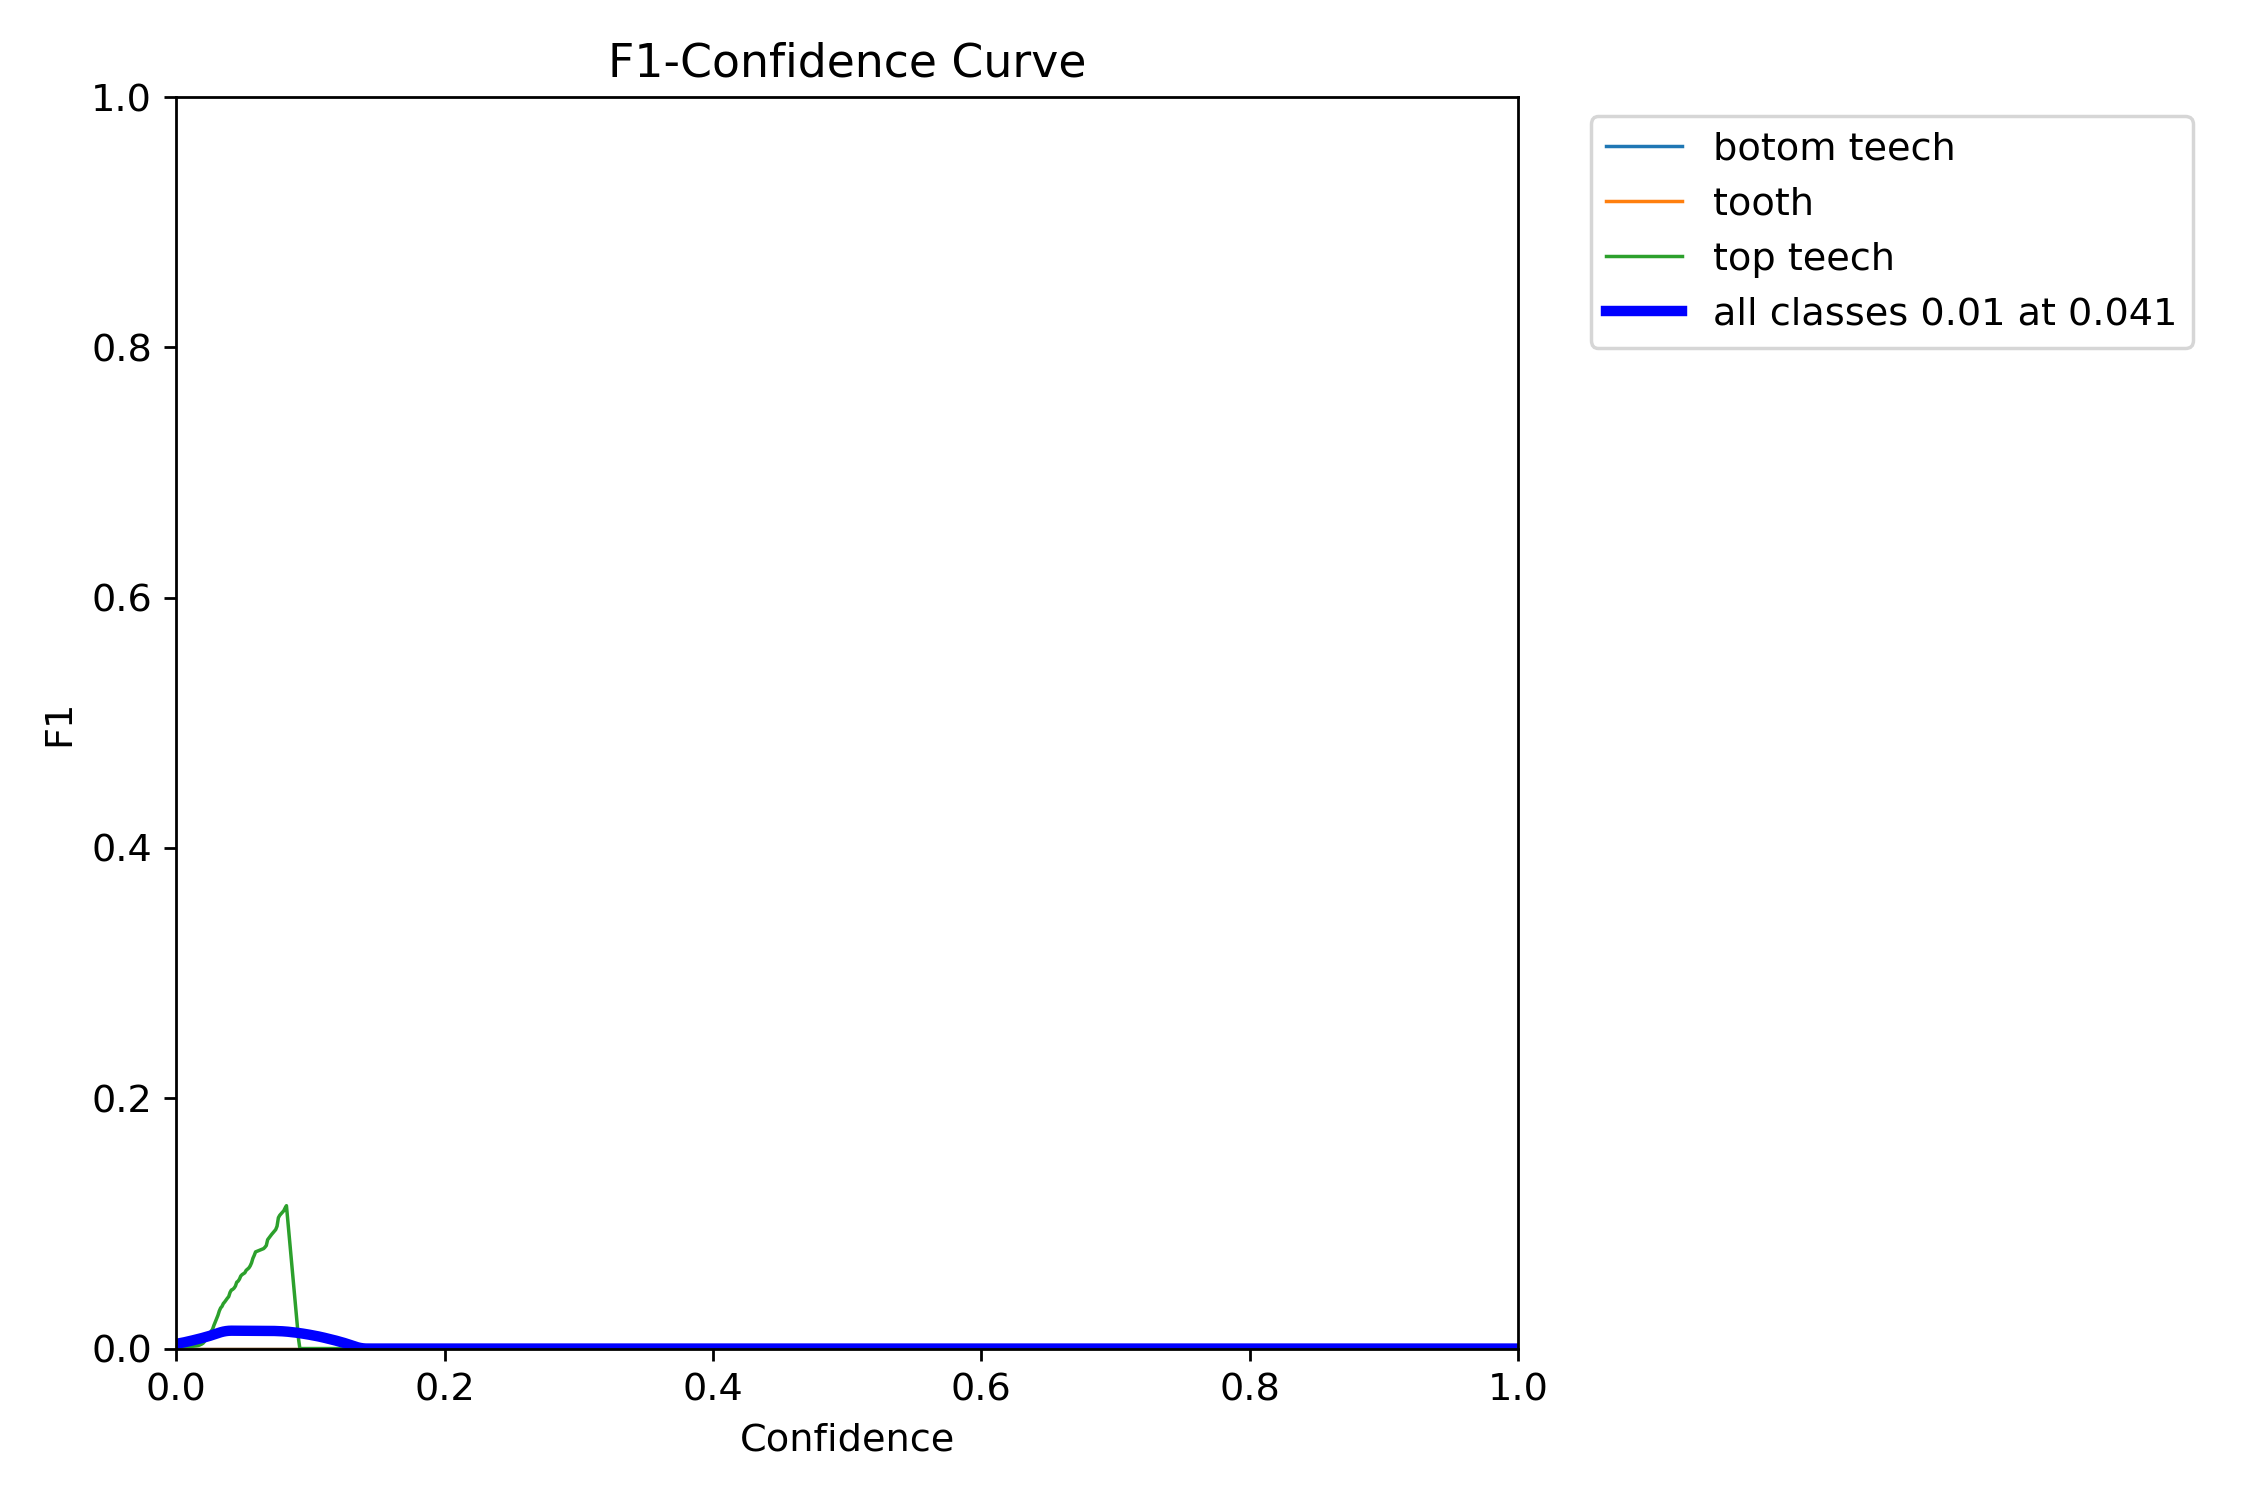 F1-Confidence Curve
1.0
0.8
0.6
0.4
0.2
0.0
F1
0.0 0.2 0.4 0.6 0.8 1.0
Confidence
botom teech
tooth
top teech
all classes 0.01 at 0.041